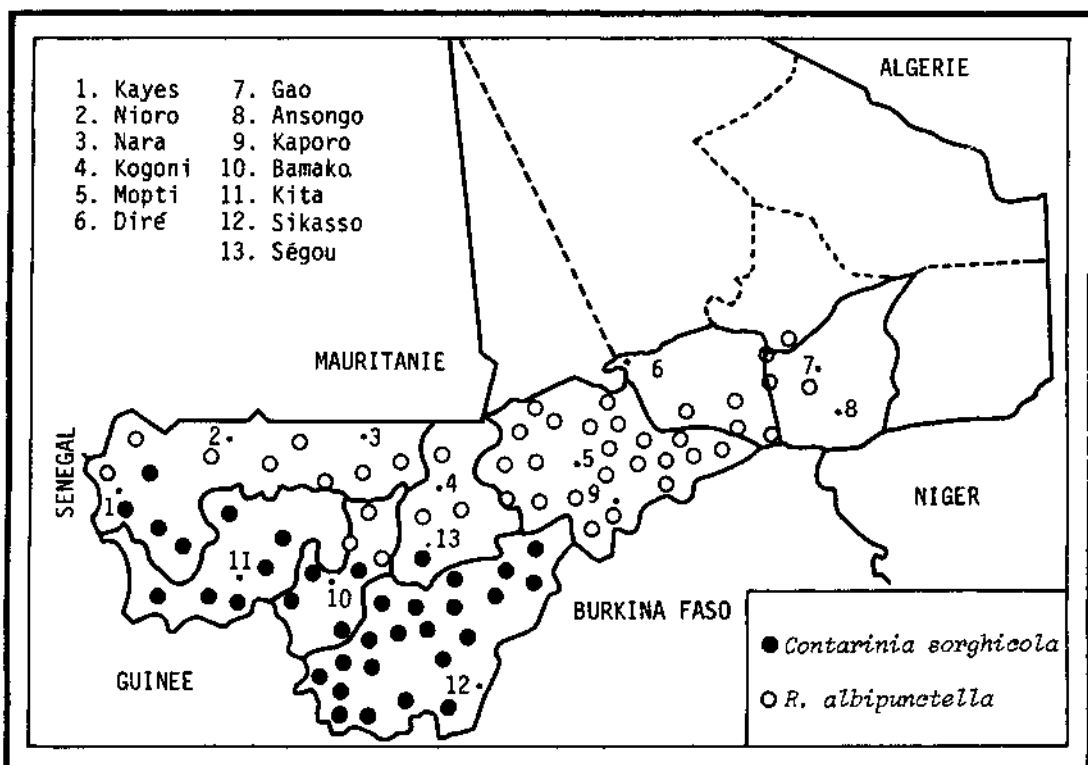 1. Kayes
2. Nioro
3. Nara
4. Kogoni
5. Mopti
6. Diré
7. Gao
8. Ansongo
9. Kaporo
10. Bamako
11. Kita
12. Sikasso
13. Ségou
ALGERIE
MAURITANIE
SENEGAL
NIGER
BURKINA FASO
GUINEE
6
7
8
2
3
1
4
5
9
13
11
10
12
Contarinia sorghicola
R. albipunctella